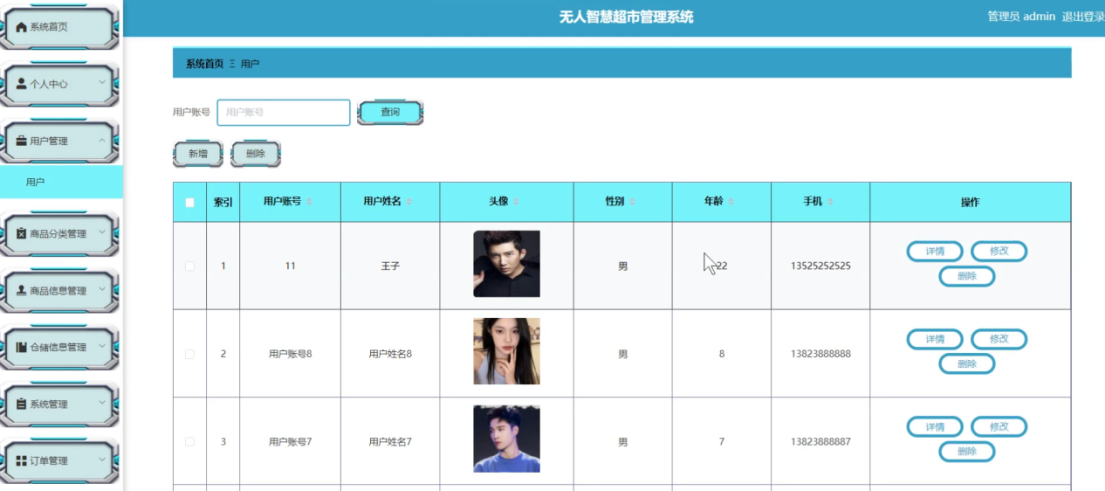 无人智慧超市管理系统
管理员 admin 退出登录
系统首页
个人中心
用户管理
用户
商品分类管理
商品信息管理
仓储信息管理
系统管理
订单管理
系统首页 Ξ 用户
用户账号 用户账号 查询
新增 删除
索引 用户账号 用户姓名 头像 性别 年龄 手机 操作
1 11 王子 男 22 13525252525 详情 修改
删除
2 用户账号8 用户姓名8 男 8 13823888888 详情 修改
删除
3 用户账号7 用户姓名7 男 7 13823888887 详情 修改
删除